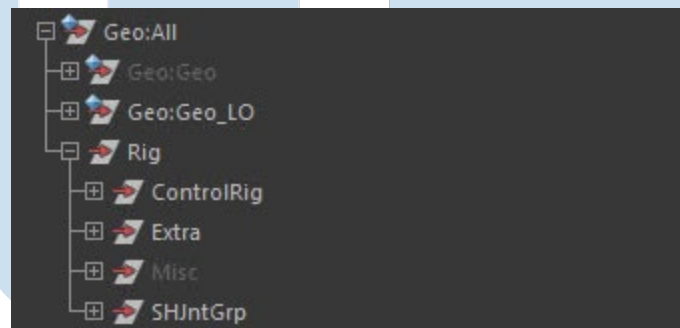 Geo:All
Geo:Geo
Geo:Geo_LO
Rig
ControlRig
Extra
Misc
SHJntGrp